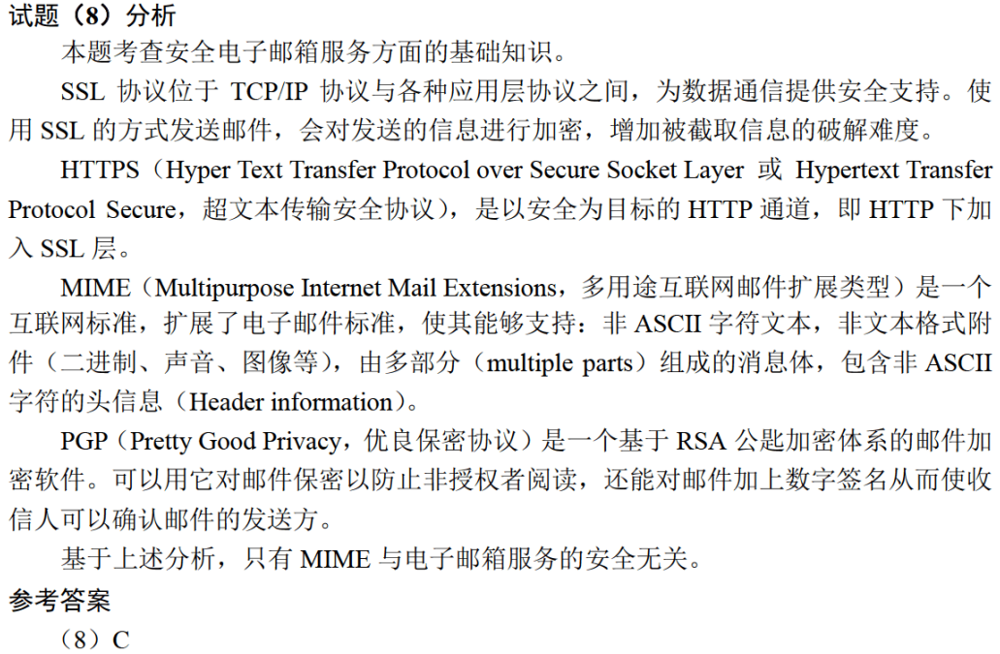 试题（8）分析
本题考查安全电子邮箱服务方面的基础知识。
SSL 协议位于 TCP/IP 协议与各种应用层协议之间，为数据通信提供安全支持。使
用 SSL 的方式发送邮件，会对发送的信息进行加密，增加被截取信息的破解难度。
HTTPS（Hyper Text Transfer Protocol over Secure Socket Layer 或 Hypertext Transfer
Protocol Secure，超文本传输安全协议），是以安全为目标的 HTTP 通道，即 HTTP 下加
入 SSL 层。
MIME（Multipurpose Internet Mail Extensions，多用途互联网邮件扩展类型）是一个
互联网标准，扩展了电子邮件标准，使其能够支持：非 ASCII 字符文本，非文本格式附
件（二进制、声音、图像等），由多部分（multiple parts）组成的消息体，包含非 ASCII
字符的头信息（Header information）。
PGP（Pretty Good Privacy，优良保密协议）是一个基于 RSA 公匙加密体系的邮件加
密软件。可以用它对邮件保密以防止非授权者阅读，还能对邮件加上数字签名从而使收
信人可以确认邮件的发送方。
基于上述分析，只有 MIME 与电子邮箱服务的安全无关。
参考答案
（8）C